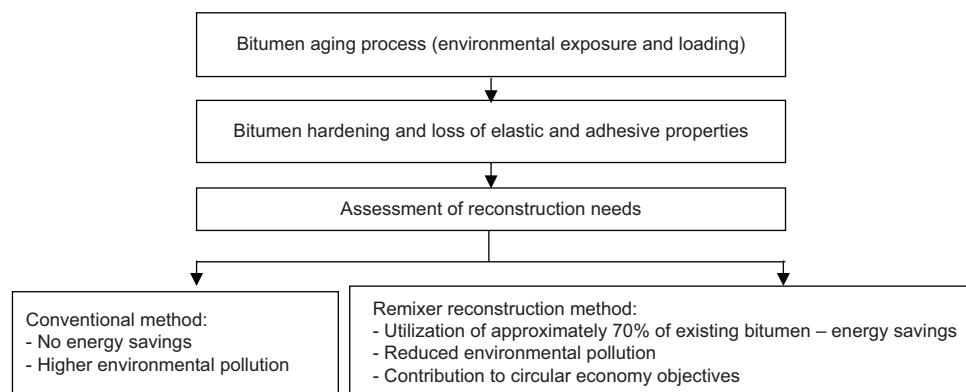 Bitumen aging process (environmental exposure and loading)
Bitumen hardening and loss of elastic and adhesive properties
Assessment of reconstruction needs
Conventional method:
- No energy savings
- Higher environmental pollution
Remixer reconstruction method:
- Utilization of approximately 70% of existing bitumen – energy savings
- Reduced environmental pollution
- Contribution to circular economy objectives